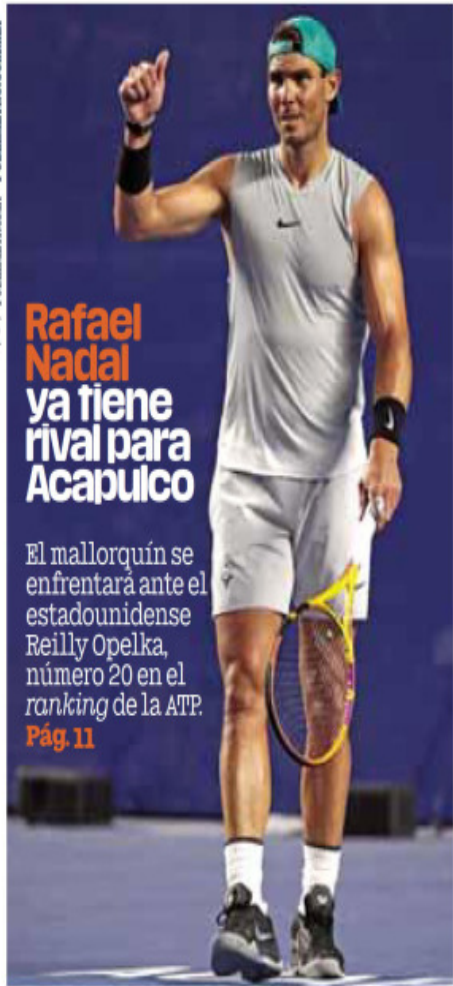 Rafael
Nadal
ya tiene
rival para
Acapulco
El mallorquín se
enfrentará ante el
estadounidense
Reilly Opelka,
número 20 en el
ranking de la ATP.
Pág. 11